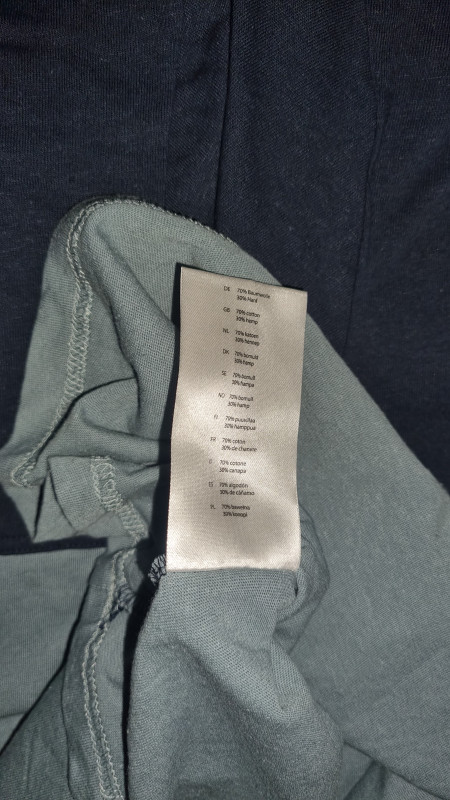 DE 70% Baumwolle
30% Hanf
GB 70% cotton
30% hemp
NL 70% katoen
30% hennep
DK 70% bomuld
30% hamp
SE 70% bomull
30% hampa
NO 70% bomull
30% hamp
FI 70% puuvillaa
30% hamppua
FR 70% coton
30% de chanvre
IT 70% cotone
30% canapa
ES 70% algodón
30% de cáñamo
PL 70% bawełna
30% konopi